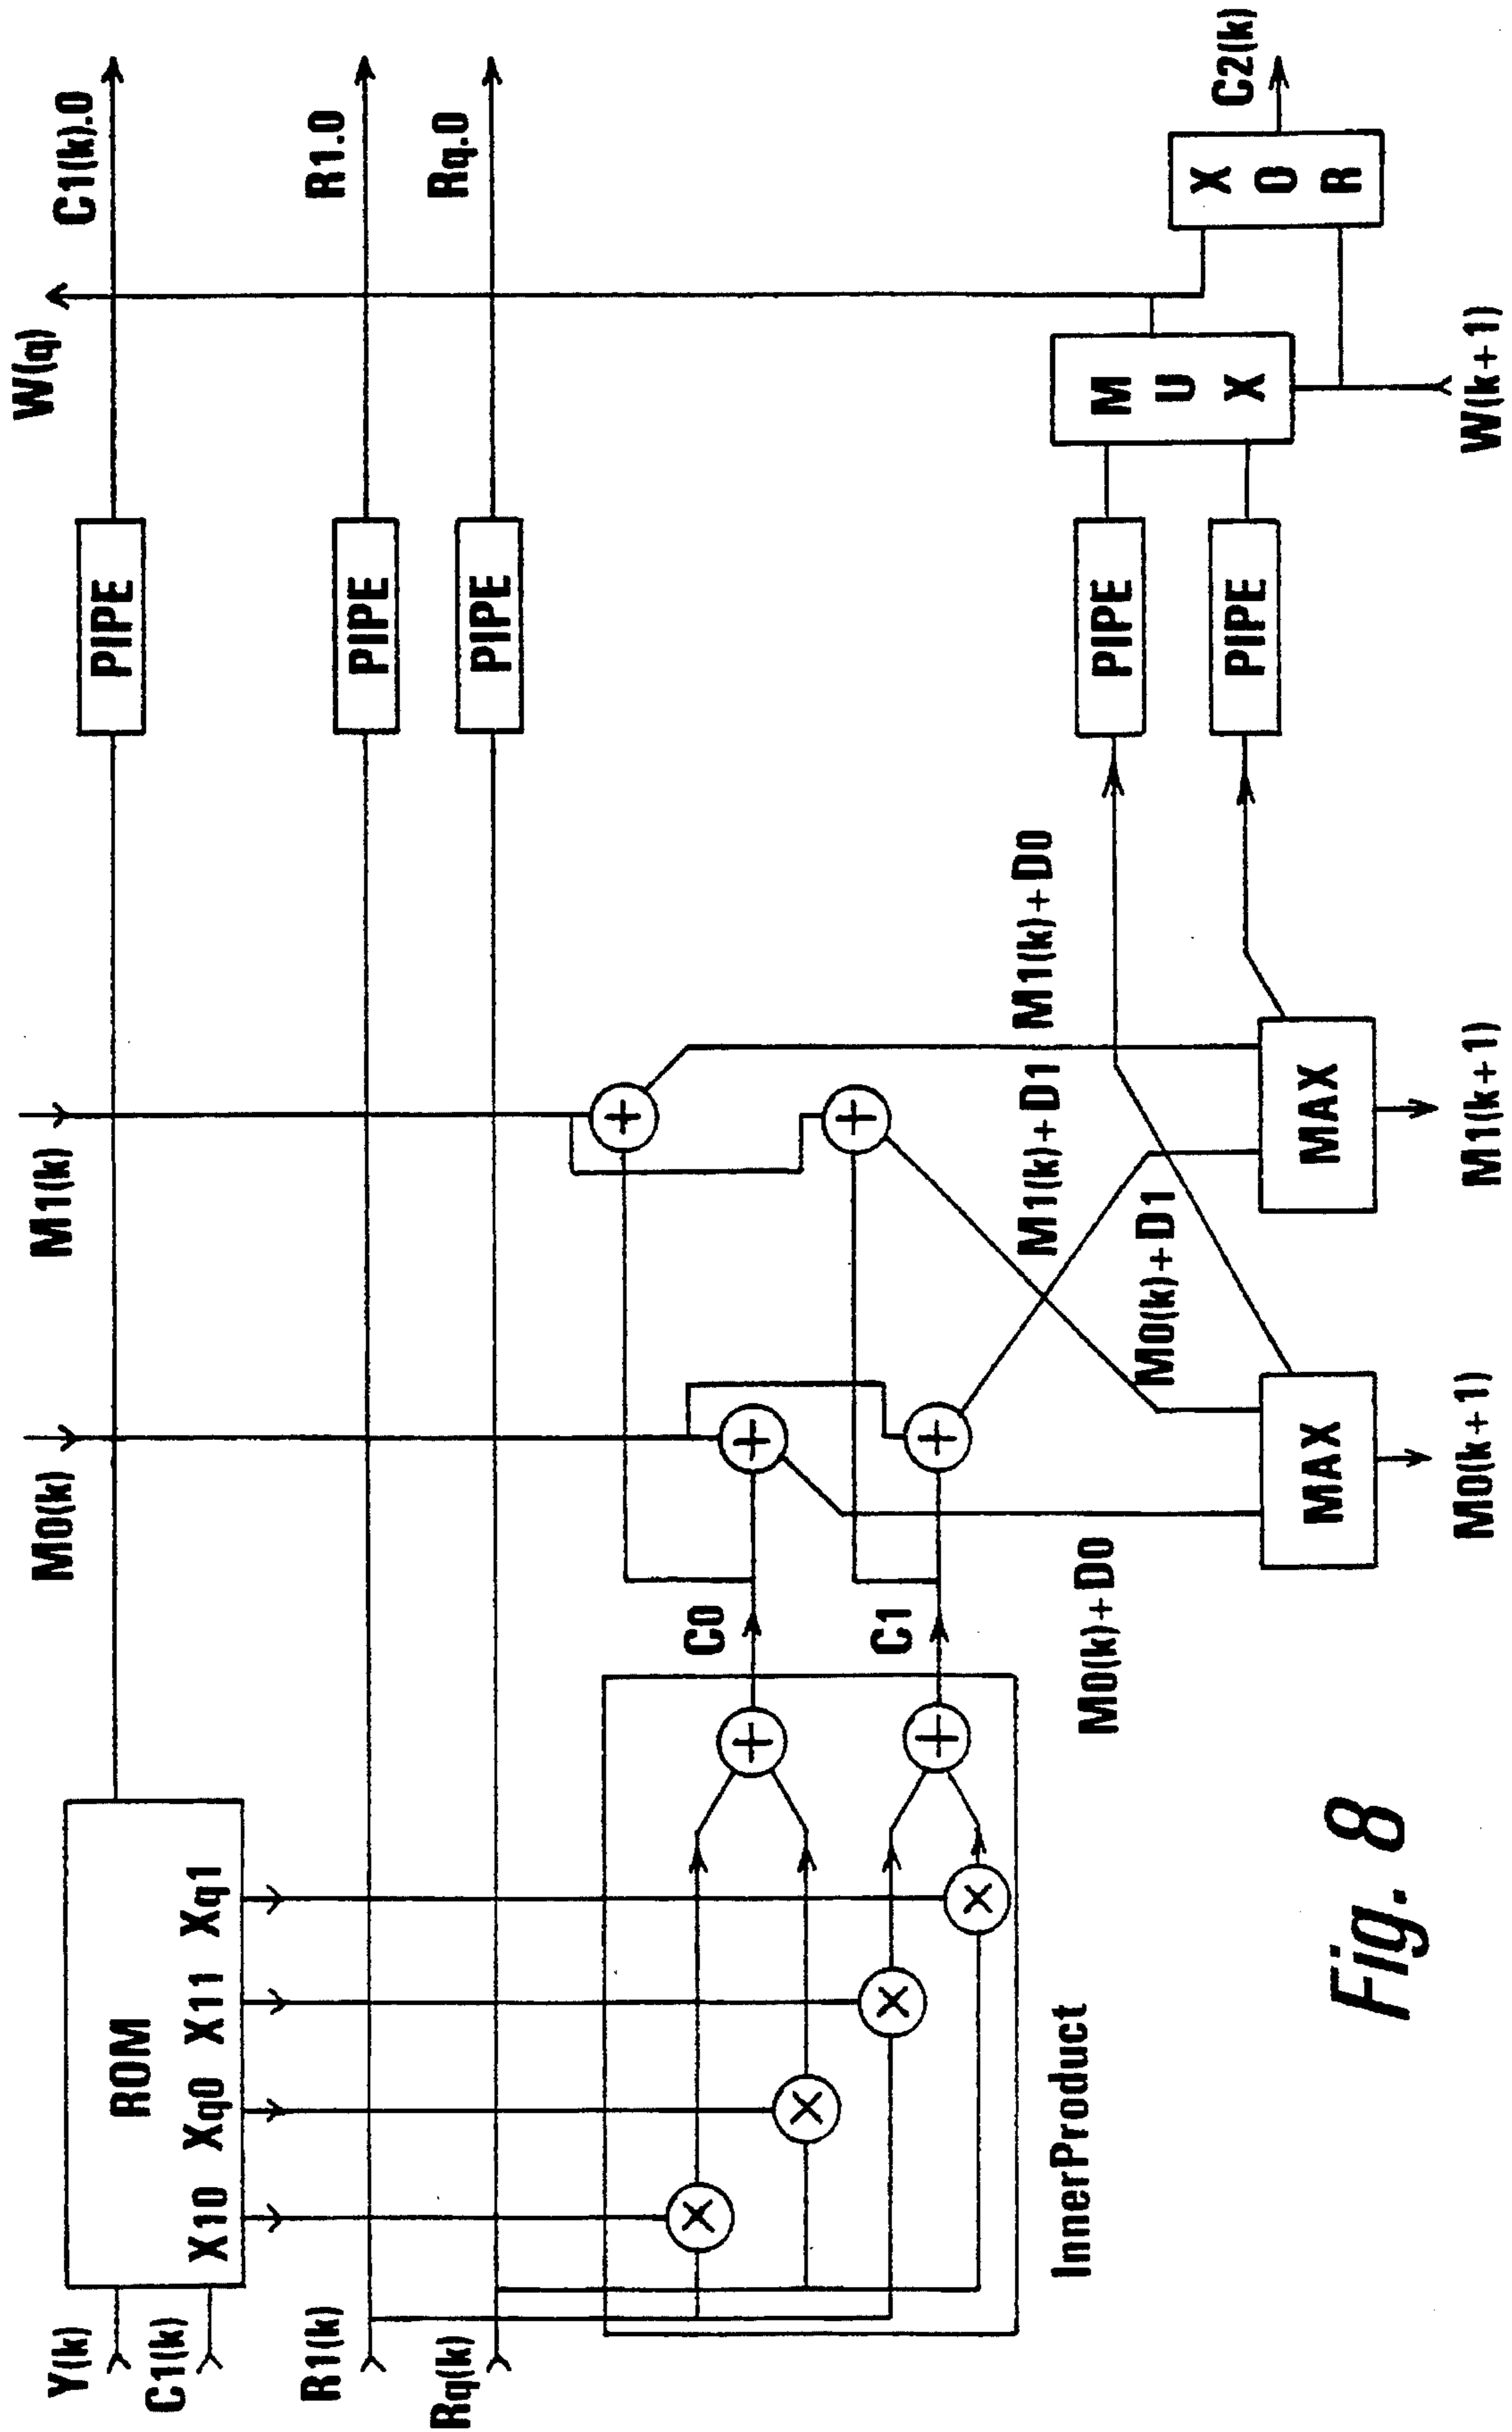 Y(k)
C1(k)
ROM
X10 Xq0 X11 Xq1
R1(k)
Rq(k)
M0(k)
M1(k)
PIPE
PIPE
PIPE
W(q)
C1(k).0
R1.0
Rq.0
InnerProduct
C0
C1
M0(k)+D0
M0(k)+D1
M1(k)+D1
M1(k)+D0
MAX
MAX
M0(k+1)
M1(k+1)
PIPE
PIPE
MUX
W(k+1)
XOR
C2(k)
Fig. 8